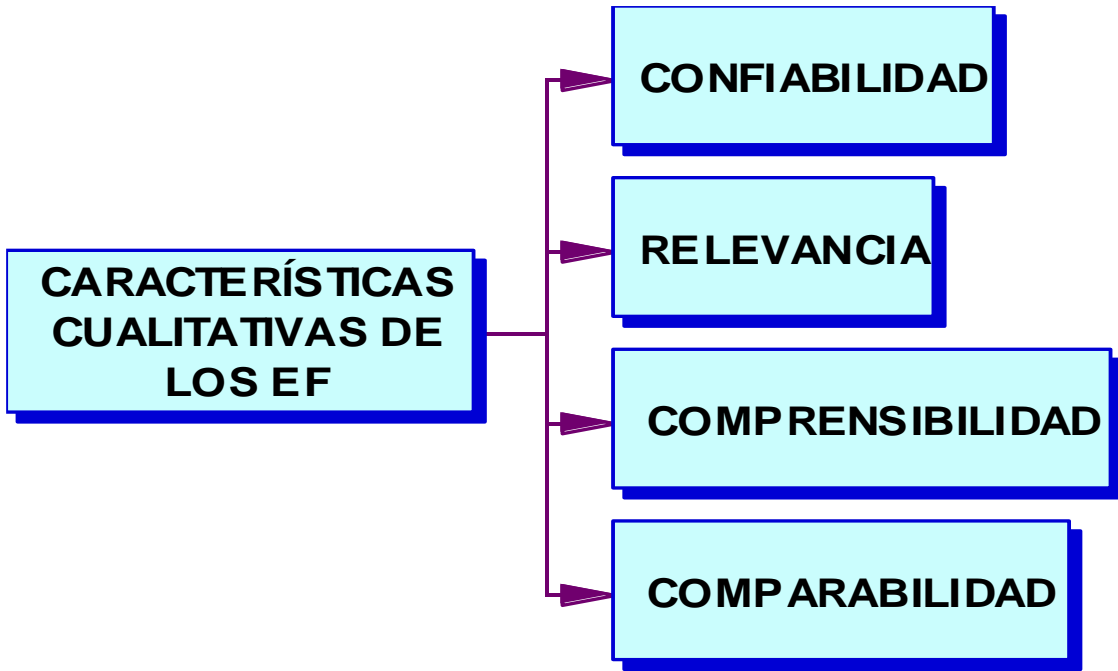 CARACTERÍSTICAS
CUALITATIVAS DE
LOS EF
CONFIABILIDAD
RELEVANCIA
COMPRENSIBILIDAD
COMPARABILIDAD